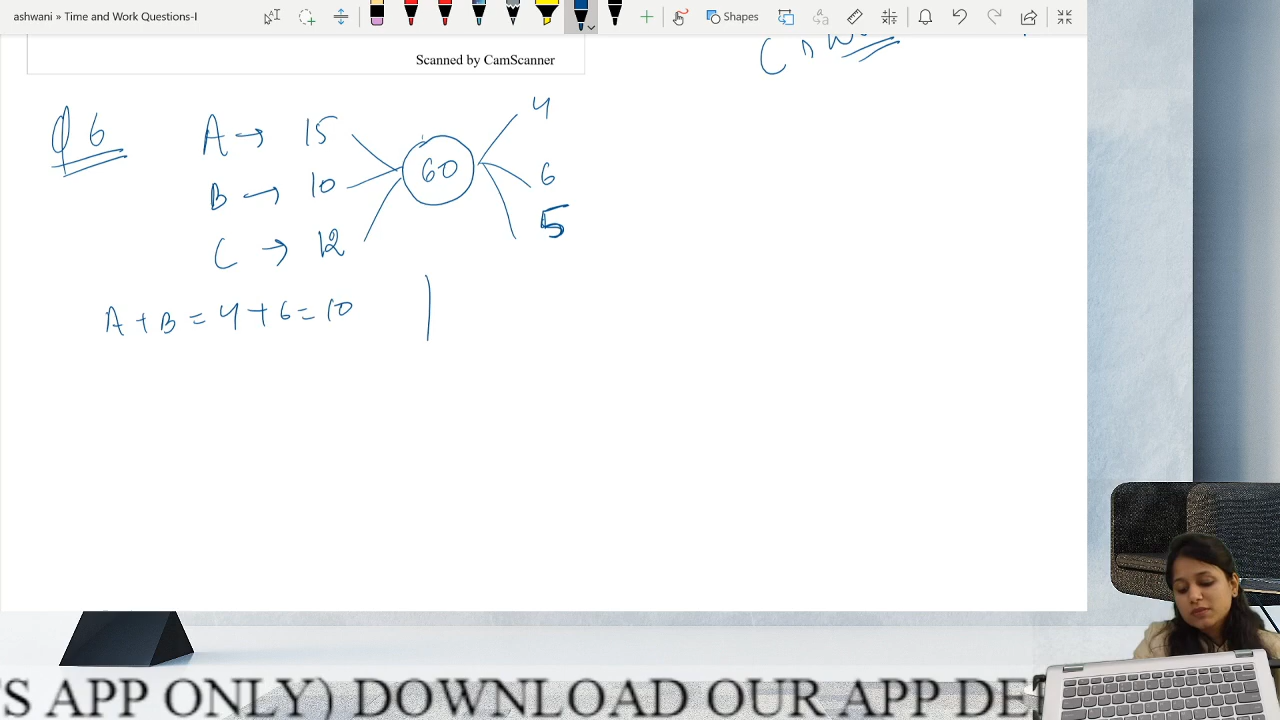 ashwani » Time and Work Questions-I
Shapes
Scanned by CamScanner
Q 6
A → 15
B → 10
C → 12
60
4
6
5
A + B = 4 + 6 = 10
S APP ONLY) DOWNLOAD OUR APP DE